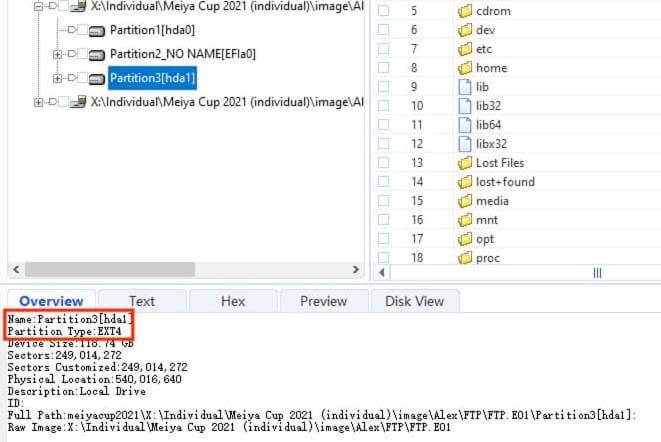 X:\Individual\Meiya Cup 2021 (individual)\image\Al
Partition1[hda0]
Partition2_NO NAME[EFIa0]
Partition3[hda1]
X:\Individual\Meiya Cup 2021 (individual)\image\Al
5 cdrom
6 dev
7 etc
8 home
9 lib
10 lib32
11 lib64
12 libx32
13 Lost Files
14 lost+found
15 media
16 mnt
17 opt
18 proc
Overview Text Hex Preview Disk View
Name:Partition3[hda1]
Partition Type:EXT4
Device Size:118.74 GB
Sectors:249,014,272
Sectors Customized:249,014,272
Physical Location:540,016,640
Description:Local Drive
ID:
Full Path:meiyacup2021\X:\Individual\Meiya Cup 2021 (individual)\image\Alex\FTP\FTP.E01\Partition3[hda1]:
Raw Image:X:\Individual\Meiya Cup 2021 (individual)\image\Alex\FTP\FTP.E01